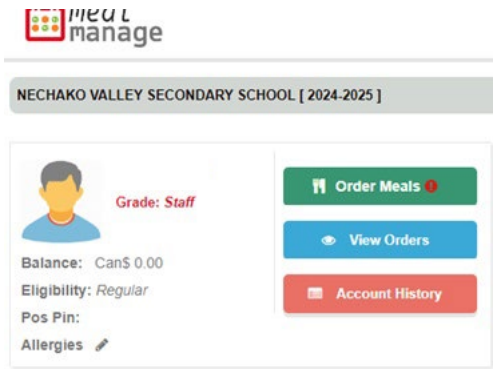 meal
manage
NECHAKO VALLEY SECONDARY SCHOOL [ 2024-2025 ]
Grade: Staff
Order Meals
View Orders
Account History
Balance: Can$ 0.00
Eligibility: Regular
Pos Pin:
Allergies